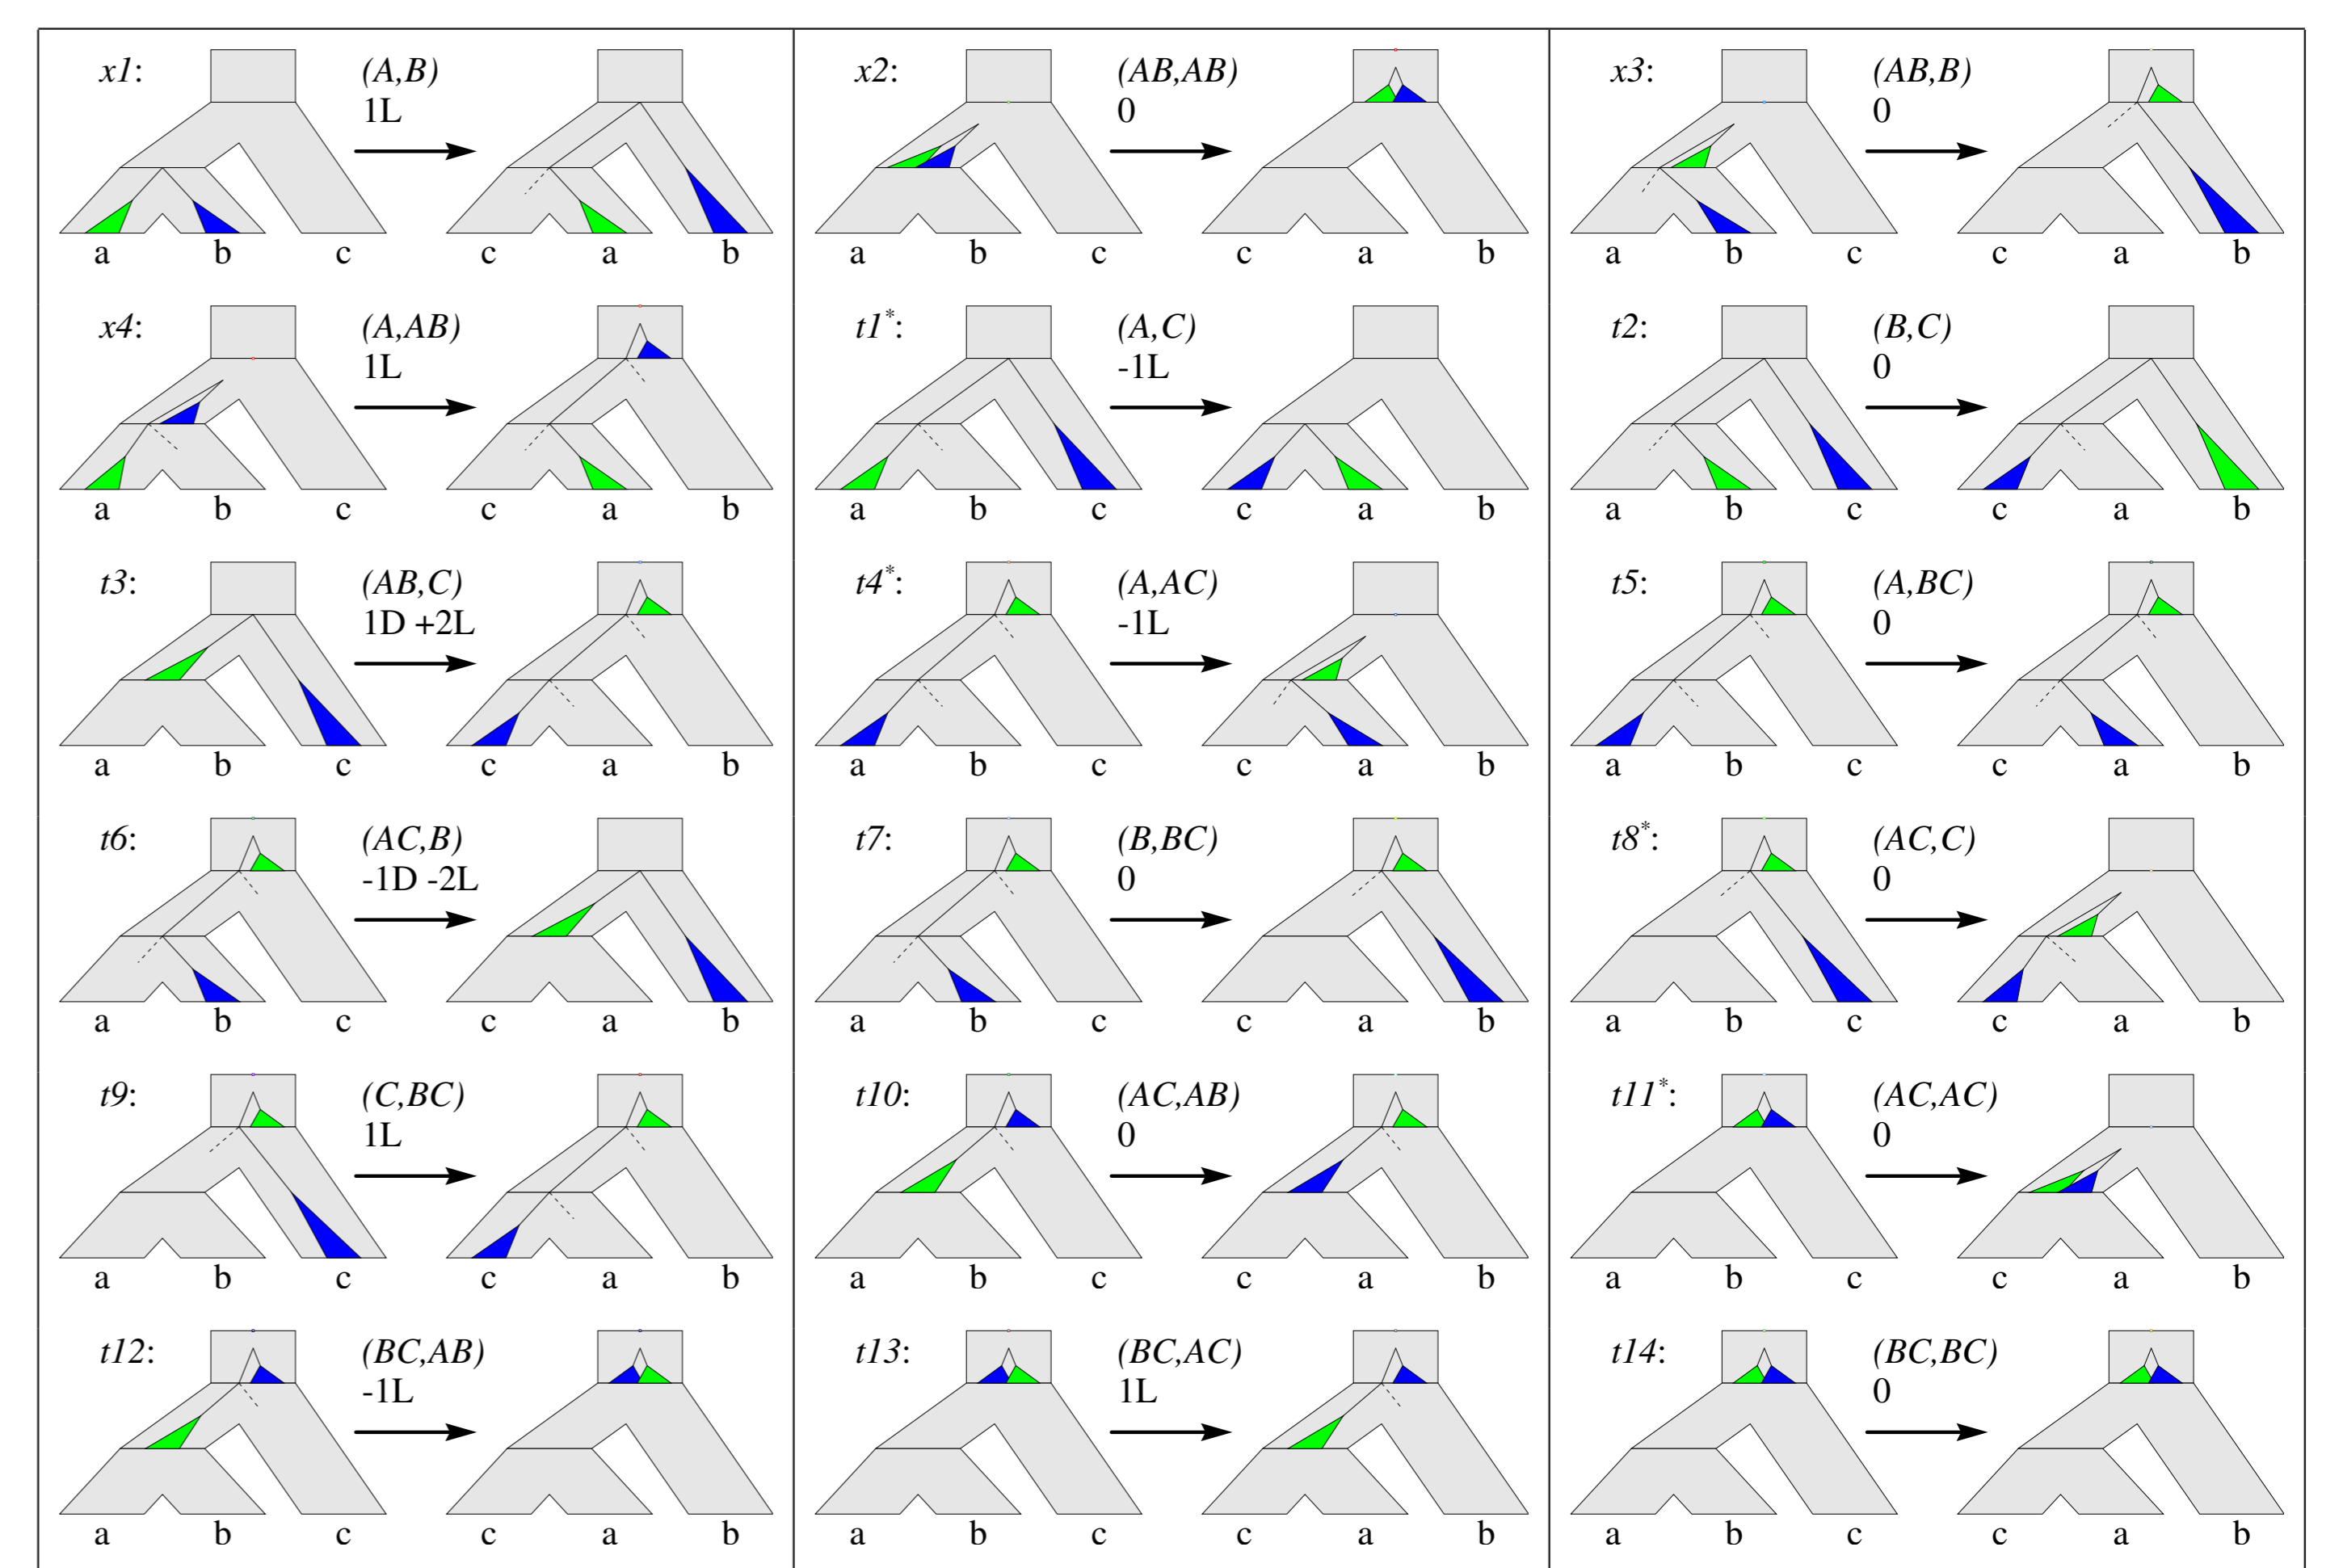 x1: (A,B) x2: (AB,AB) x3: (AB,B)
1L 0 0
a b c c a b a b c c a b a b c c a b
x4: (A,AB) t1*: (A,C) t2: (B,C)
1L -1L 0
a b c c a b a b c c a b a b c c a b
t3: (AB,C) t4*: (A,AC) t5: (A,BC)
1D +2L -1L 0
a b c c a b a b c c a b a b c c a b
t6: (AC,B) t7: (B,BC) t8*: (AC,C)
-1D -2L 0 0
a b c c a b a b c c a b a b c c a b
t9: (C,BC) t10: (AC,AB) t11*: (AC,AC)
1L 0 0
a b c c a b a b c c a b a b c c a b
t12: (BC,AB) t13: (BC,AC) t14: (BC,BC)
-1L 1L 0
a b c c a b a b c c a b a b c c a b